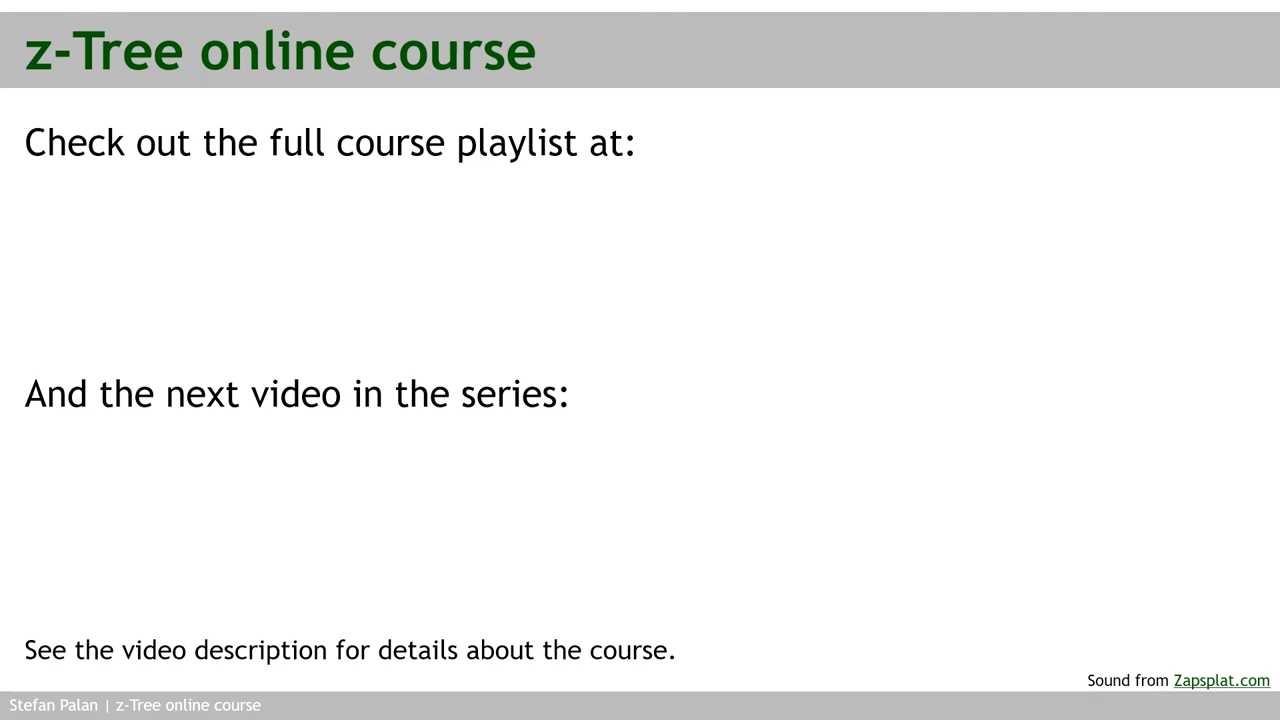 z-Tree online course
Check out the full course playlist at:
And the next video in the series:
See the video description for details about the course.
Sound from Zapsplat.com
Stefan Palan | z-Tree online course